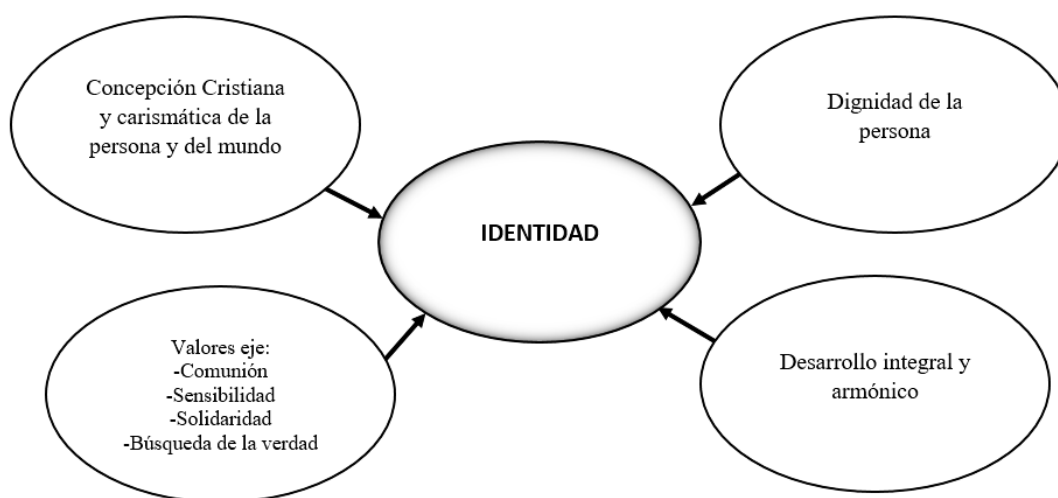 Concepción Cristiana
y carismática de la
persona y del mundo
Dignidad de la
persona
IDENTIDAD
Valores eje:
-Comunión
-Sensibilidad
-Solidaridad
-Búsqueda de la verdad
Desarrollo integral y
armónico